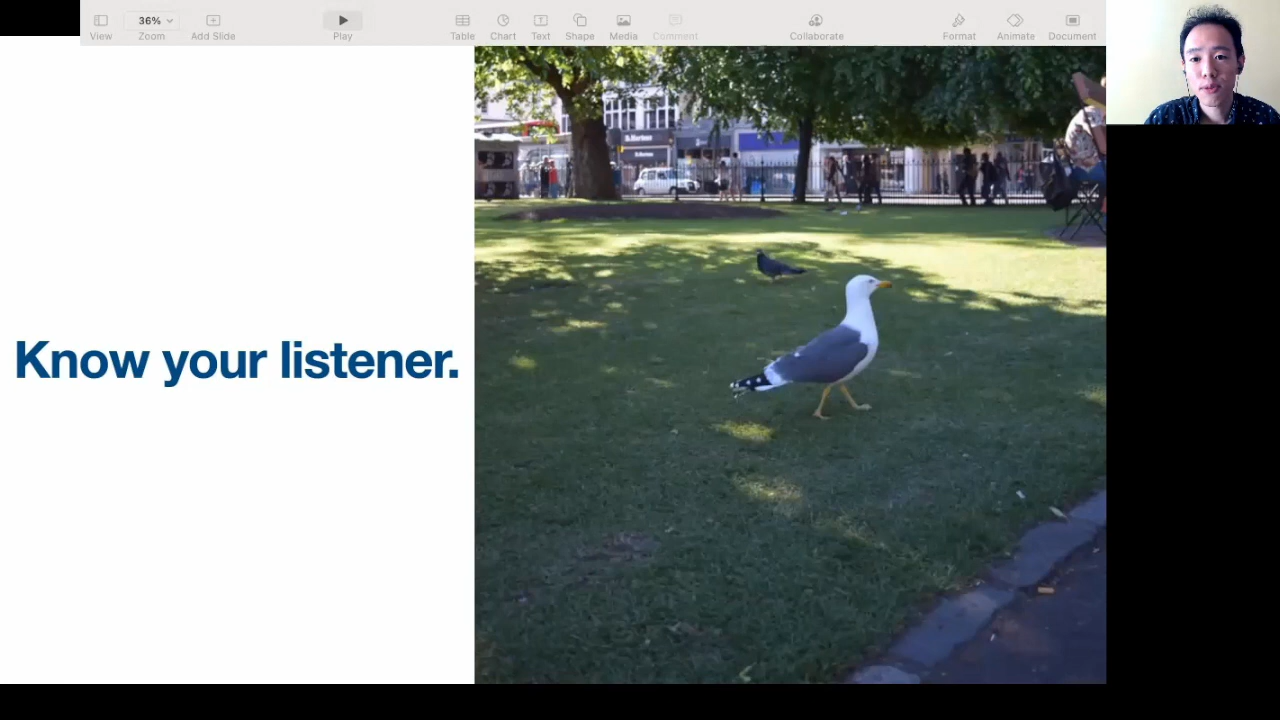 36%
View
Zoom
Add Slide
Play
Table
Chart
Text
Shape
Media
Comment
Collaborate
Format
Animate
Document
Know your listener.